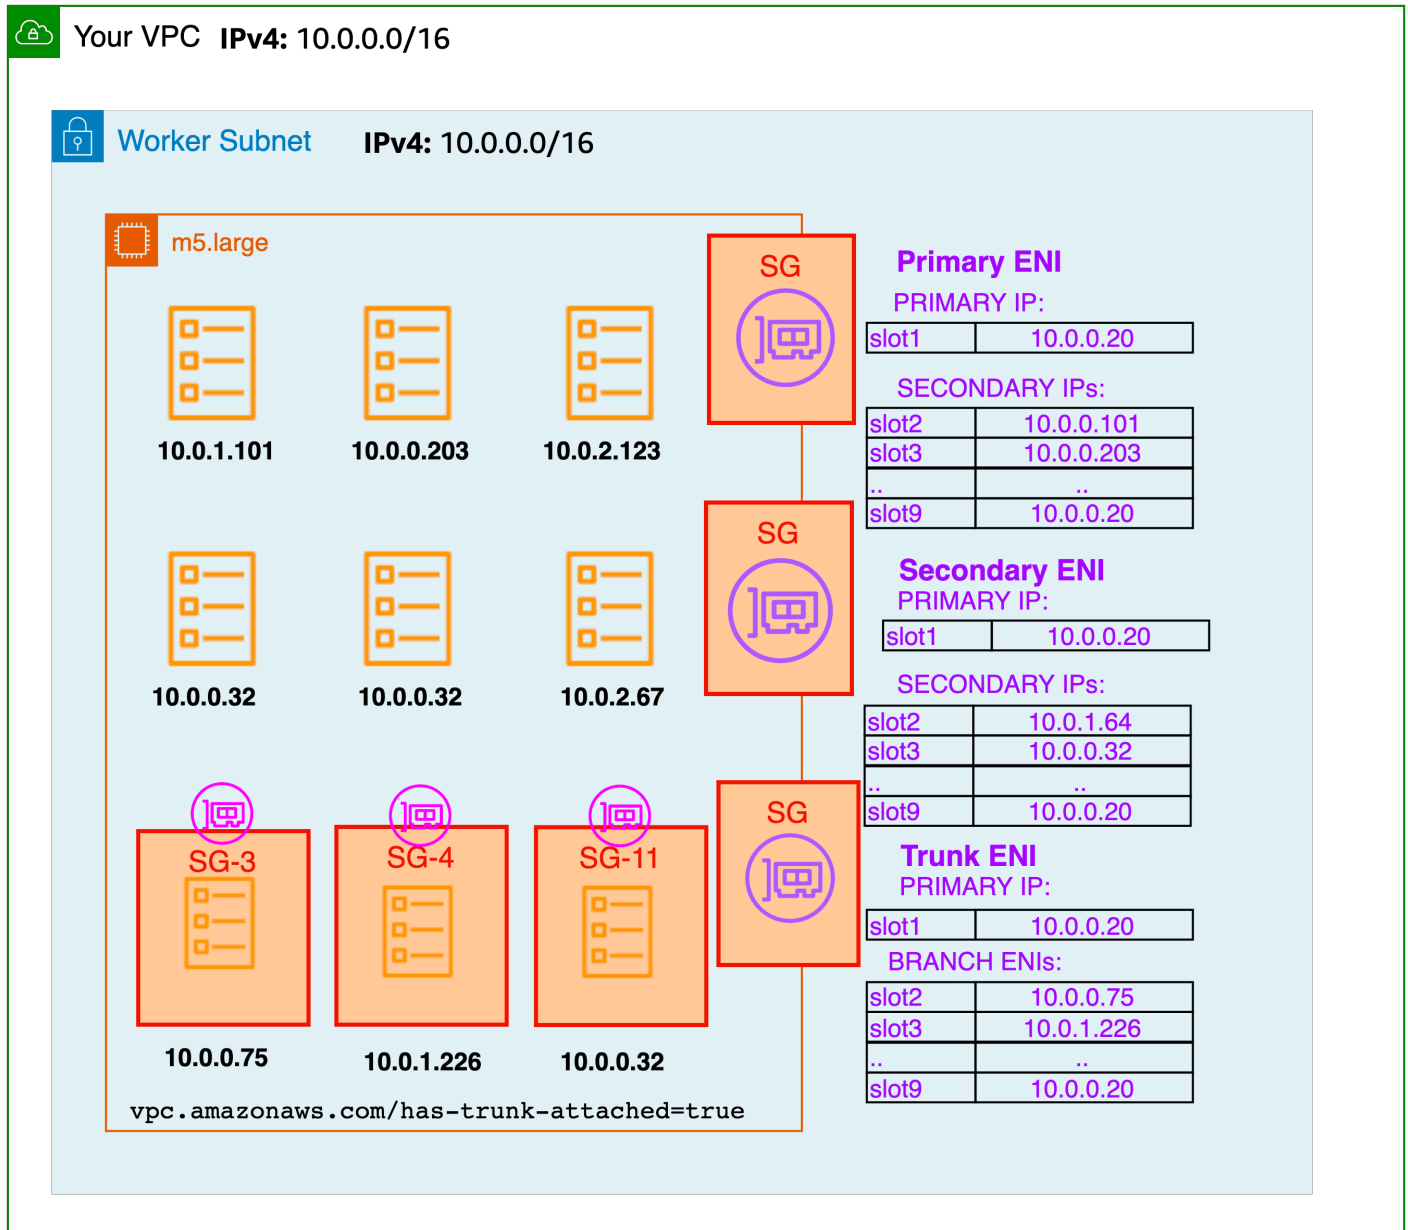 Your VPC IPv4: 10.0.0.0/16
Worker Subnet IPv4: 10.0.0.0/16
m5.large
SG
Primary ENI
PRIMARY IP:
slot1 10.0.0.20
SECONDARY IPs:
slot2 10.0.0.101
slot3 10.0.0.203
.. ..
slot9 10.0.0.20
10.0.1.101 10.0.0.203 10.0.2.123
SG
Secondary ENI
PRIMARY IP:
slot1 10.0.0.20
SECONDARY IPs:
slot2 10.0.1.64
slot3 10.0.0.32
.. ..
slot9 10.0.0.20
10.0.0.32 10.0.0.32 10.0.2.67
SG
Trunk ENI
PRIMARY IP:
slot1 10.0.0.20
BRANCH ENIs:
slot2 10.0.0.75
slot3 10.0.1.226
.. ..
slot9 10.0.0.20
SG-3 SG-4 SG-11
10.0.0.75 10.0.1.226 10.0.0.32
vpc.amazonaws.com/has-trunk-attached=true